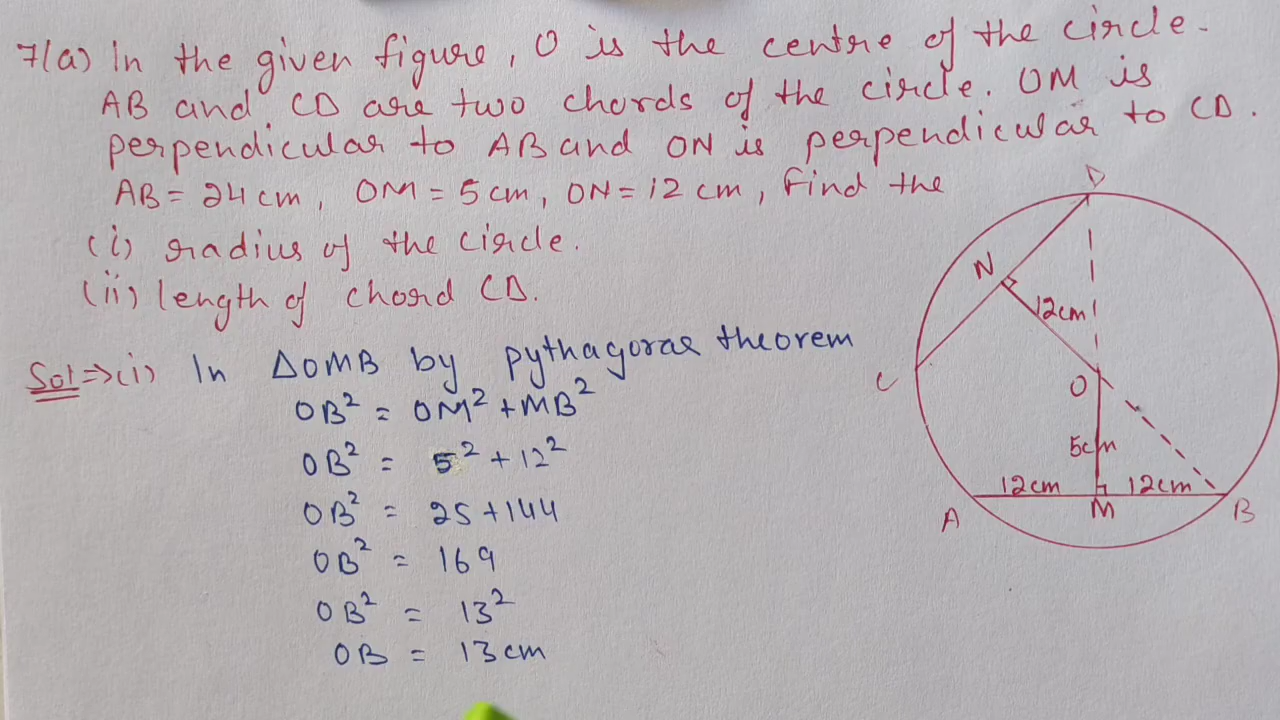 7(a) In the given figure, O is the centre of the circle.
AB and CD are two chords of the circle. OM is
perpendicular to AB and ON is perpendicular to CD.
AB = 24 cm, OM = 5 cm, ON = 12 cm, Find the
(i) radius of the circle.
(ii) length of chord CD.
Sol ⇒ (i) In △OMB by pythagoras theorem
OB² = OM² + MB²
OB² = 5² + 12²
OB² = 25 + 144
OB² = 169
OB² = 13²
OB = 13 cm
D
N
12cm
C
O
5cm
12cm 12cm
A M B